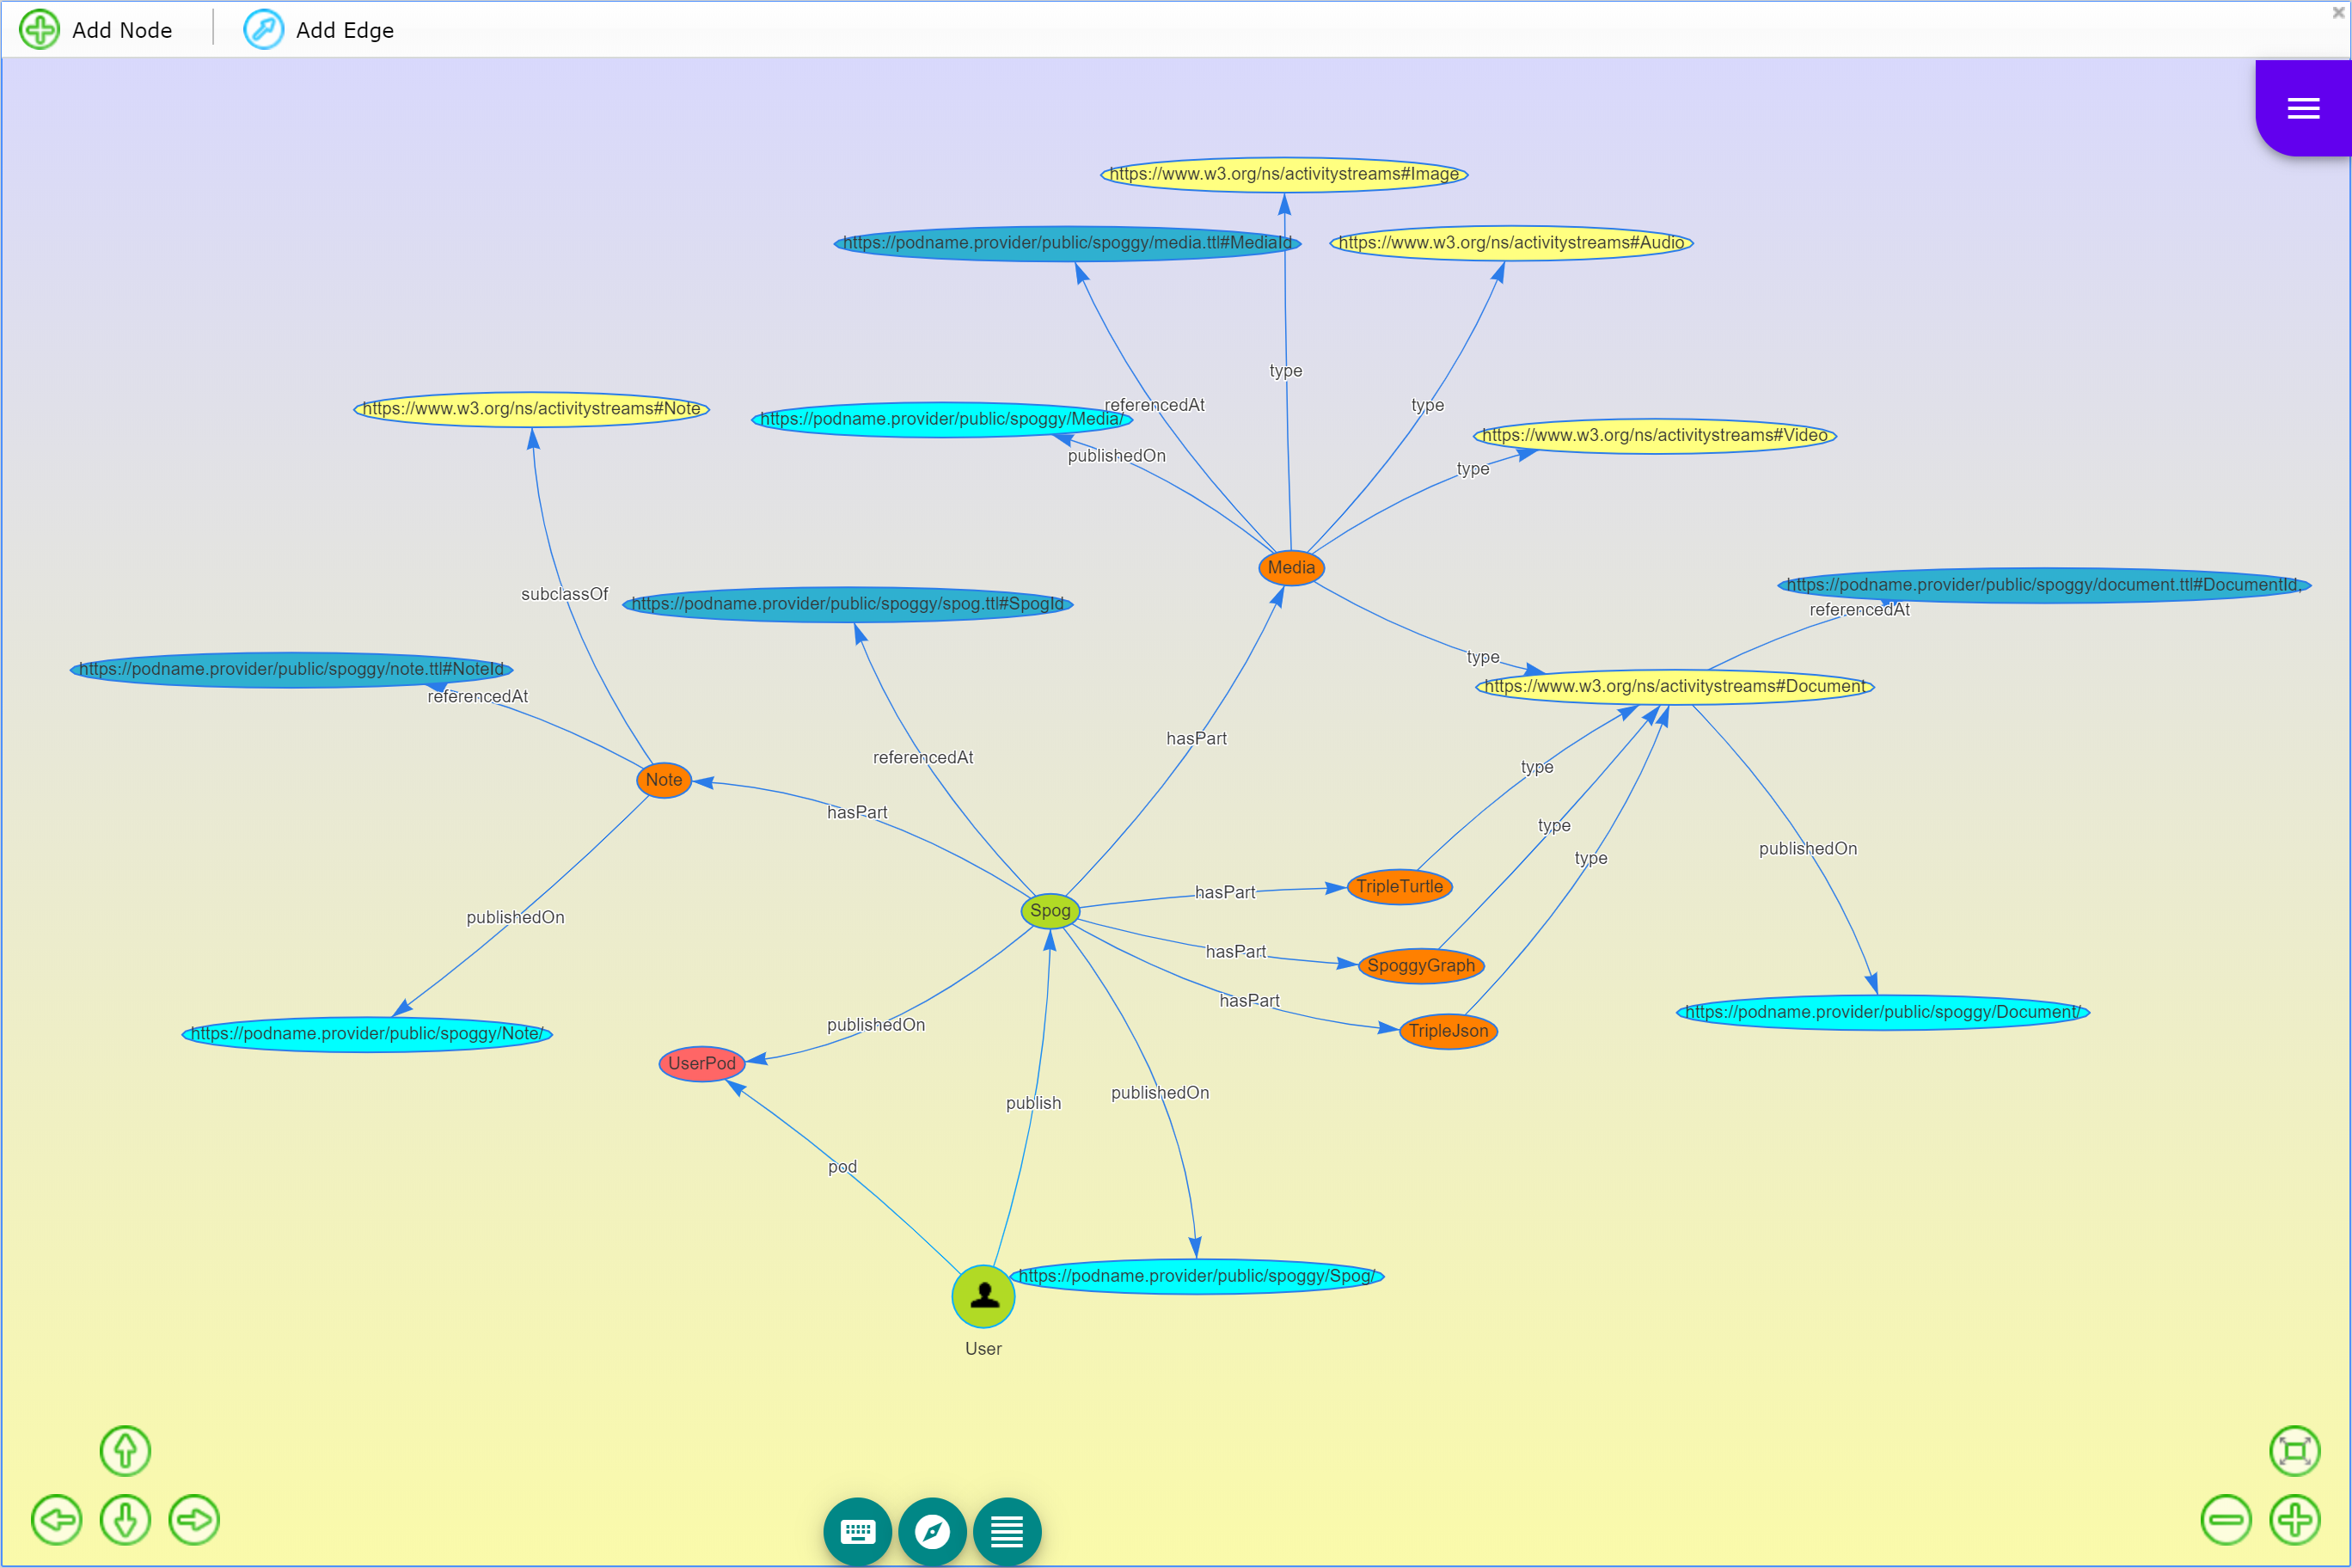 Add Node
Add Edge
https://www.w3.org/ns/activitystreams#Image
https://podname.provider/public/spoggy/media.ttl#MediaId
https://www.w3.org/ns/activitystreams#Audio
type
referencedAt
type
https://www.w3.org/ns/activitystreams#Note
https://podname.provider/public/spoggy/Media/
https://www.w3.org/ns/activitystreams#Video
publishedOn
type
Media
https://podname.provider/public/spoggy/document.ttl#DocumentId,
subclassOf
https://podname.provider/public/spoggy/spog.ttl#SpogId
referencedAt
type
https://podname.provider/public/spoggy/note.ttl#NoteId
https://www.w3.org/ns/activitystreams#Document
referencedAt
hasPart
referencedAt
type
Note
hasPart
type
publishedOn
type
hasPart
TripleTurtle
Spog
publishedOn
hasPart
SpoggyGraph
hasPart
https://podname.provider/public/spoggy/Document/
publishedOn
TripleJson
https://podname.provider/public/spoggy/Note/
UserPod
publishedOn
publish
pod
https://podname.provider/public/spoggy/Spog/
User